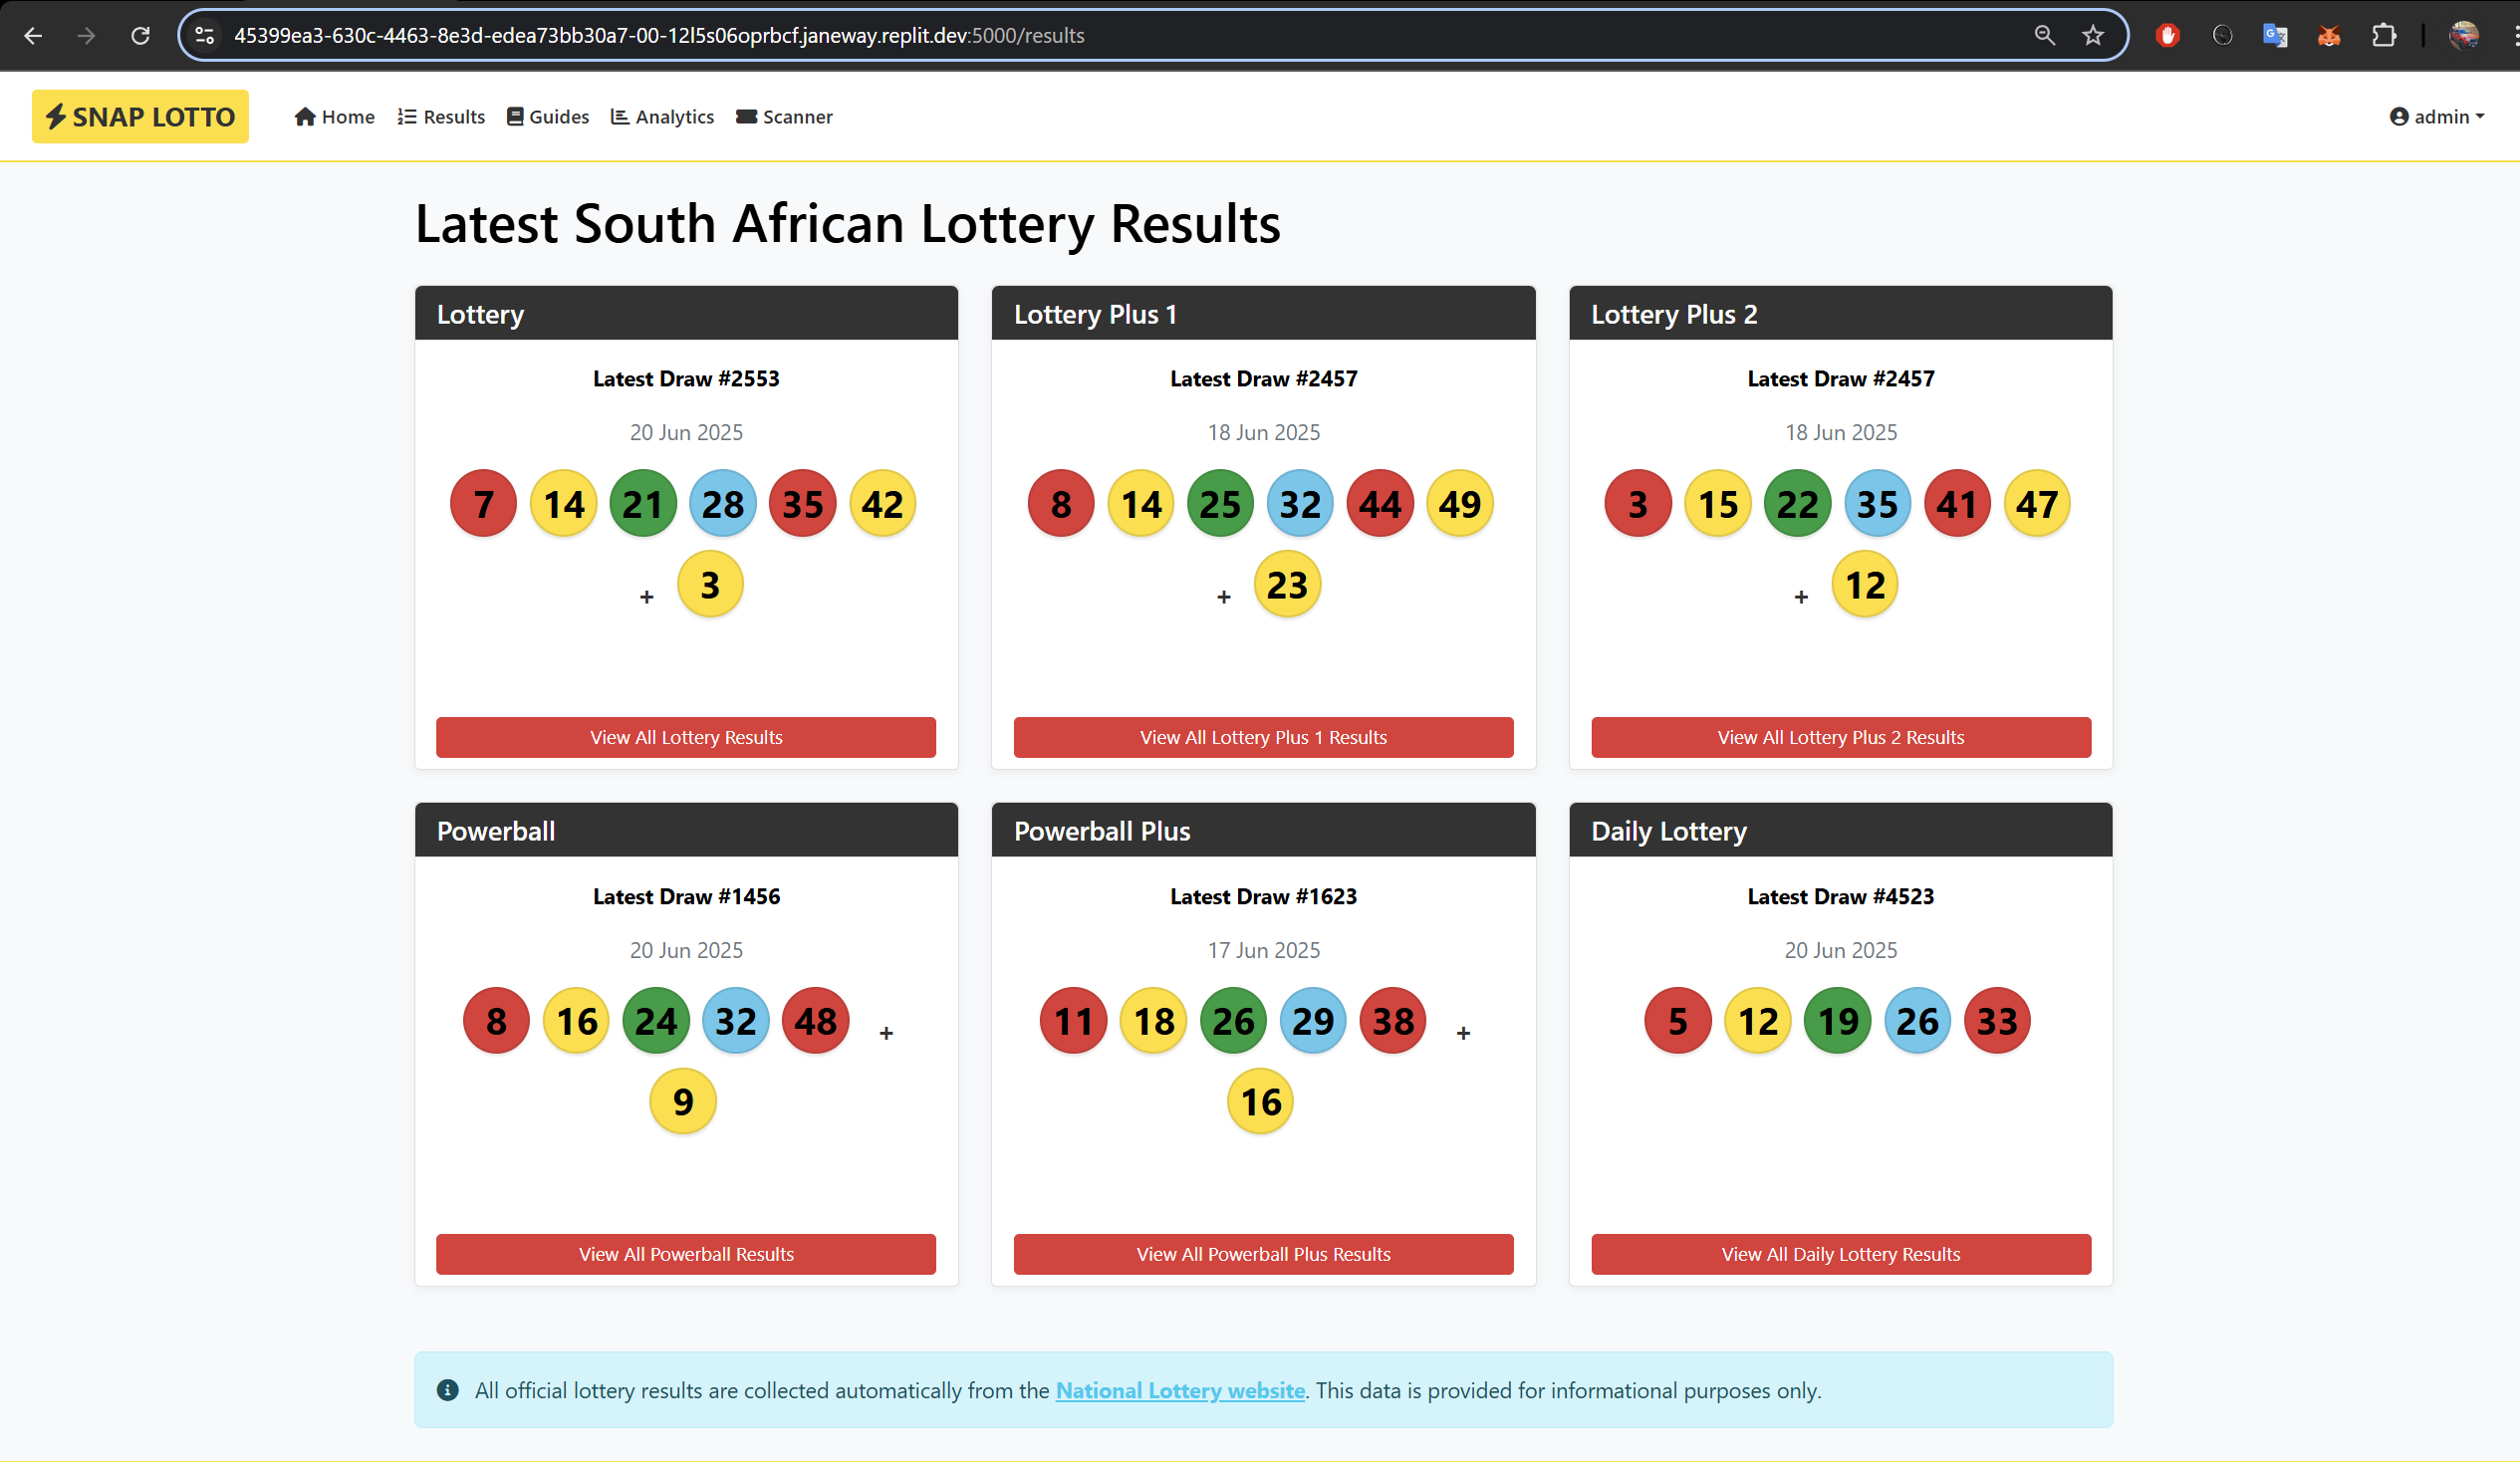 45399ea3-630c-4463-8e3d-edea73bb30a7-00-12l5s06oprbcf.janeway.replit.dev:5000/results
SNAP LOTTO Home Results Guides Analytics Scanner admin
Latest South African Lottery Results
Lottery
Latest Draw #2553
20 Jun 2025
7 14 21 28 35 42
+ 3
View All Lottery Results
Lottery Plus 1
Latest Draw #2457
18 Jun 2025
8 14 25 32 44 49
+ 23
View All Lottery Plus 1 Results
Lottery Plus 2
Latest Draw #2457
18 Jun 2025
3 15 22 35 41 47
+ 12
View All Lottery Plus 2 Results
Powerball
Latest Draw #1456
20 Jun 2025
8 16 24 32 48 +
9
View All Powerball Results
Powerball Plus
Latest Draw #1623
17 Jun 2025
11 18 26 29 38 +
16
View All Powerball Plus Results
Daily Lottery
Latest Draw #4523
20 Jun 2025
5 12 19 26 33
View All Daily Lottery Results
All official lottery results are collected automatically from the National Lottery website. This data is provided for informational purposes only.